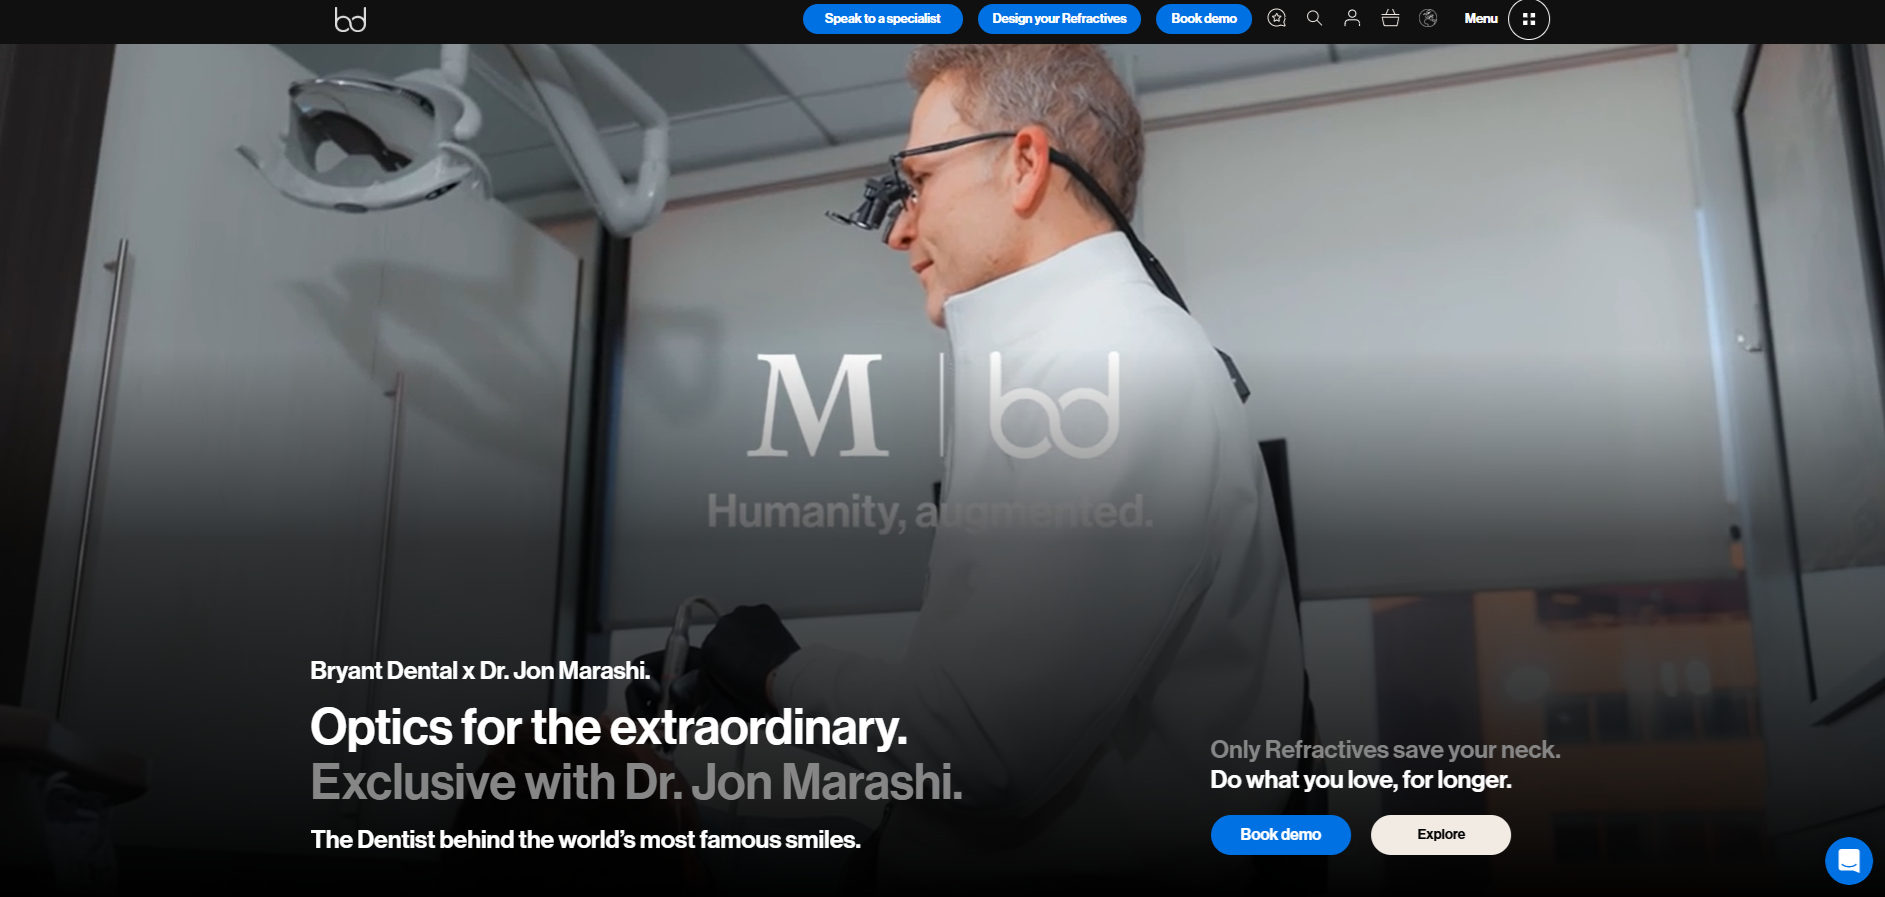 bd
Speak to a specialist
Design your Refractives
Book demo
Menu
M | bd
Humanity, augmented.
Bryant Dental x Dr. Jon Marashi.
Optics for the extraordinary.
Exclusive with Dr. Jon Marashi.
The Dentist behind the world’s most famous smiles.
Only Refractives save your neck.
Do what you love, for longer.
Book demo
Explore